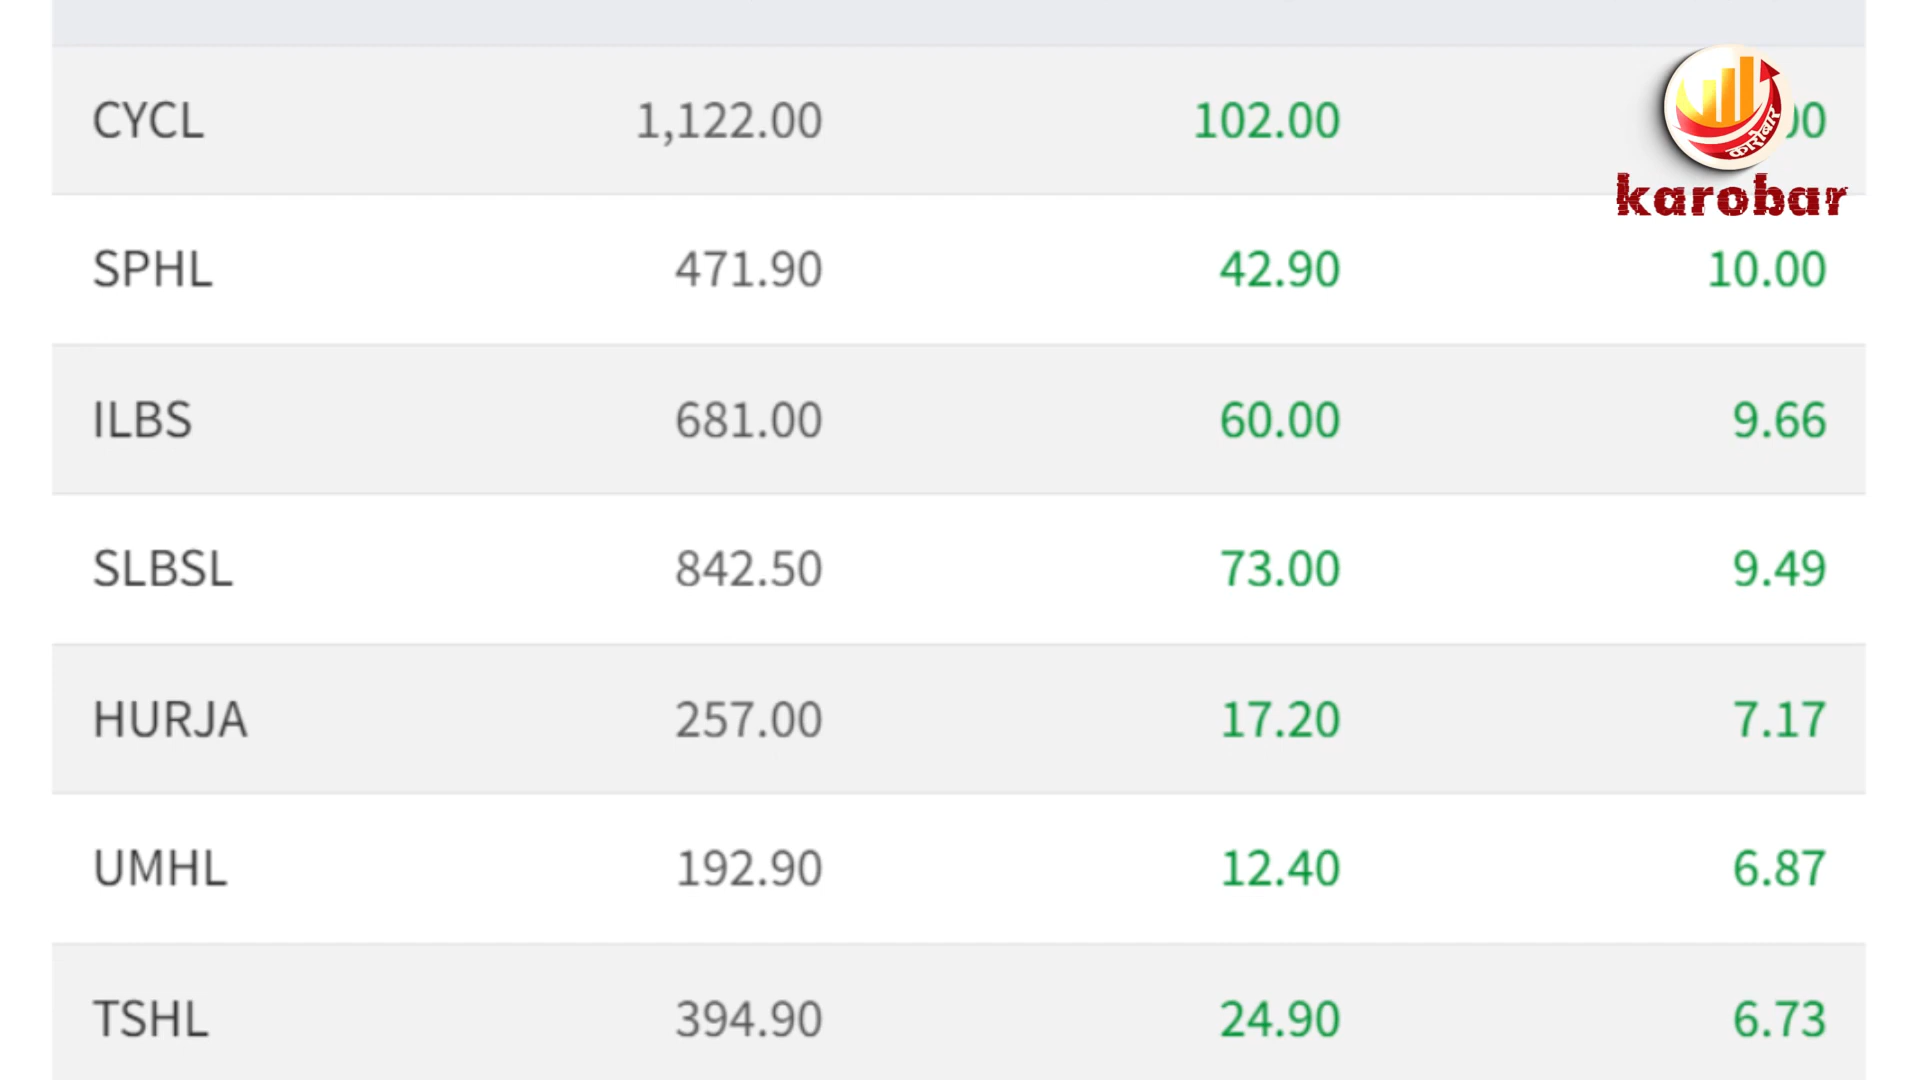 CYCL 1,122.00 102.00
कारोबार
karobar
SPHL 471.90 42.90 10.00
ILBS 681.00 60.00 9.66
SLBSL 842.50 73.00 9.49
HURJA 257.00 17.20 7.17
UMHL 192.90 12.40 6.87
TSHL 394.90 24.90 6.73